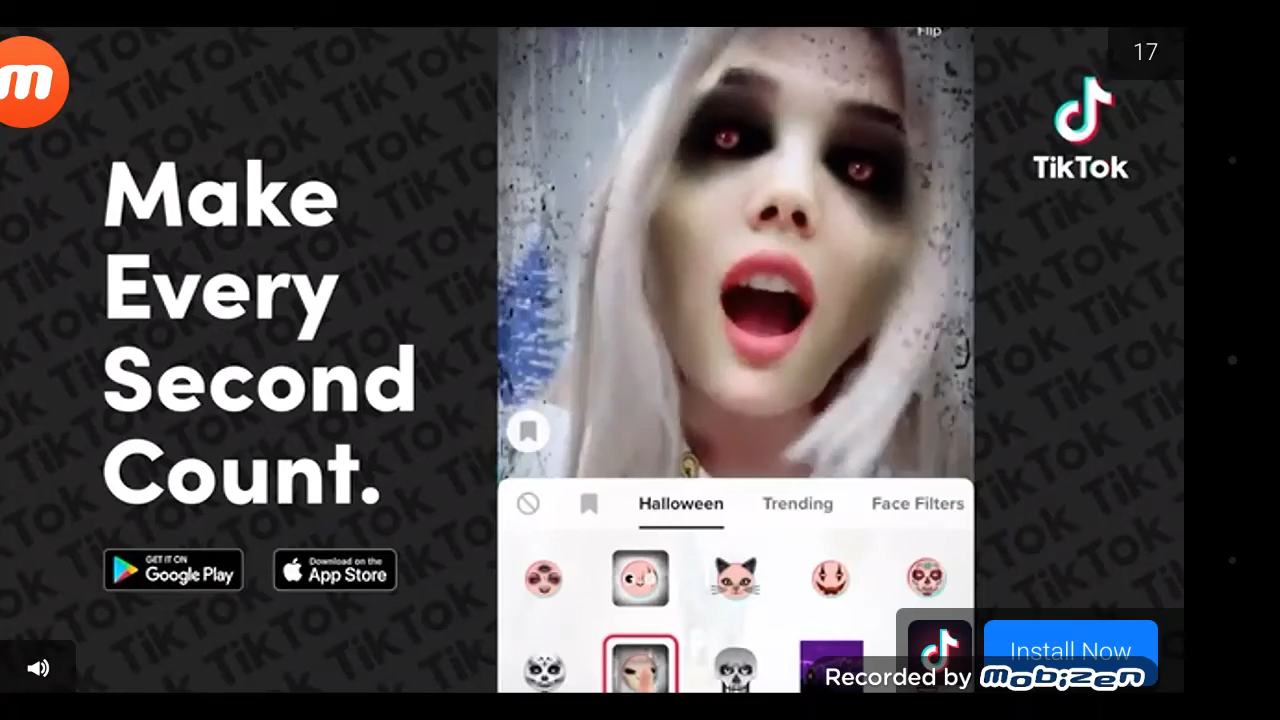 Flip
17
TikTok
Make
Every
Second
Count.
Halloween Trending Face Filters
GET IT ON
Google Play
Download on the
App Store
Install Now
Recorded by mobizen